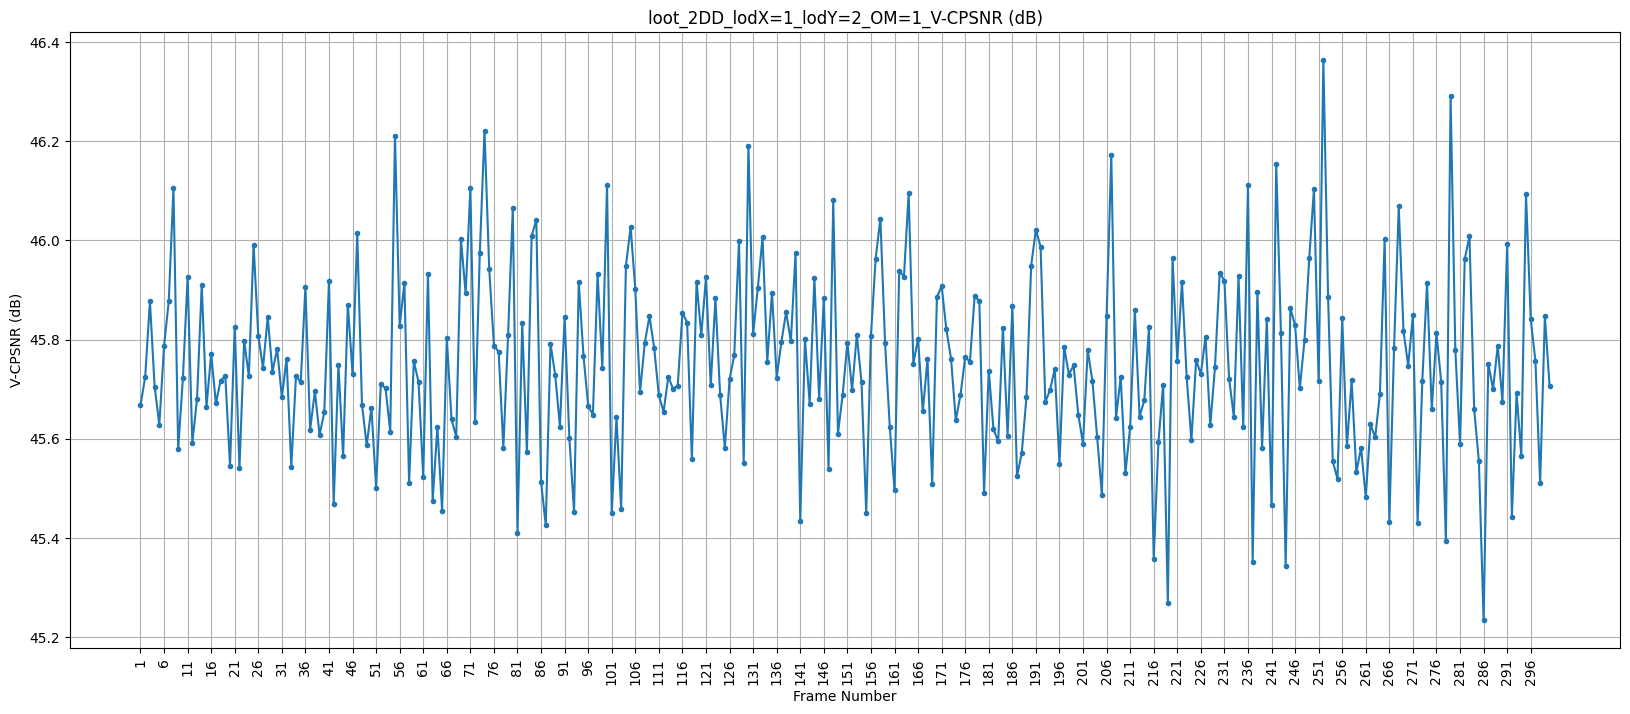 loot_2DD_lodX=1_lodY=2_OM=1_V-CPSNR (dB)
46.4
46.2
46.0
45.8
45.6
45.4
45.2
V-CPSNR (dB)
1 6 11 16 21 26 31 36 41 46 51 56 61 66 71 76 81 86 91 96 101 106 111 116 121 126 131 136 141 146 151 156 161 166 171 176 181 186 191 196 201 206 211 216 221 226 231 236 241 246 251 256 261 266 271 276 281 286 291 296
Frame Number